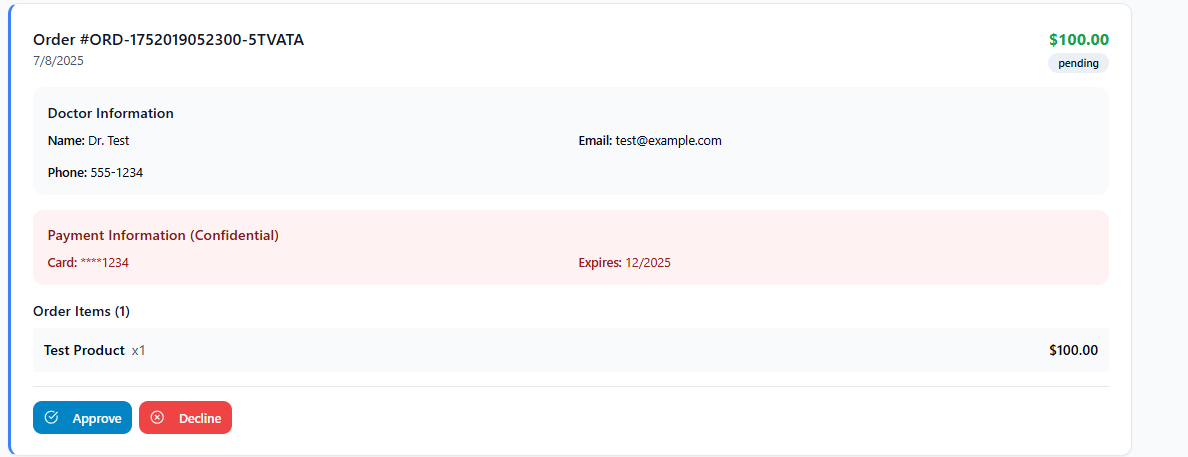 Order #ORD-1752019052300-5TVATA
$100.00
7/8/2025
pending
Doctor Information
Name: Dr. Test
Email: test@example.com
Phone: 555-1234
Payment Information (Confidential)
Card: ****1234
Expires: 12/2025
Order Items (1)
Test Product x1
$100.00
Approve
Decline